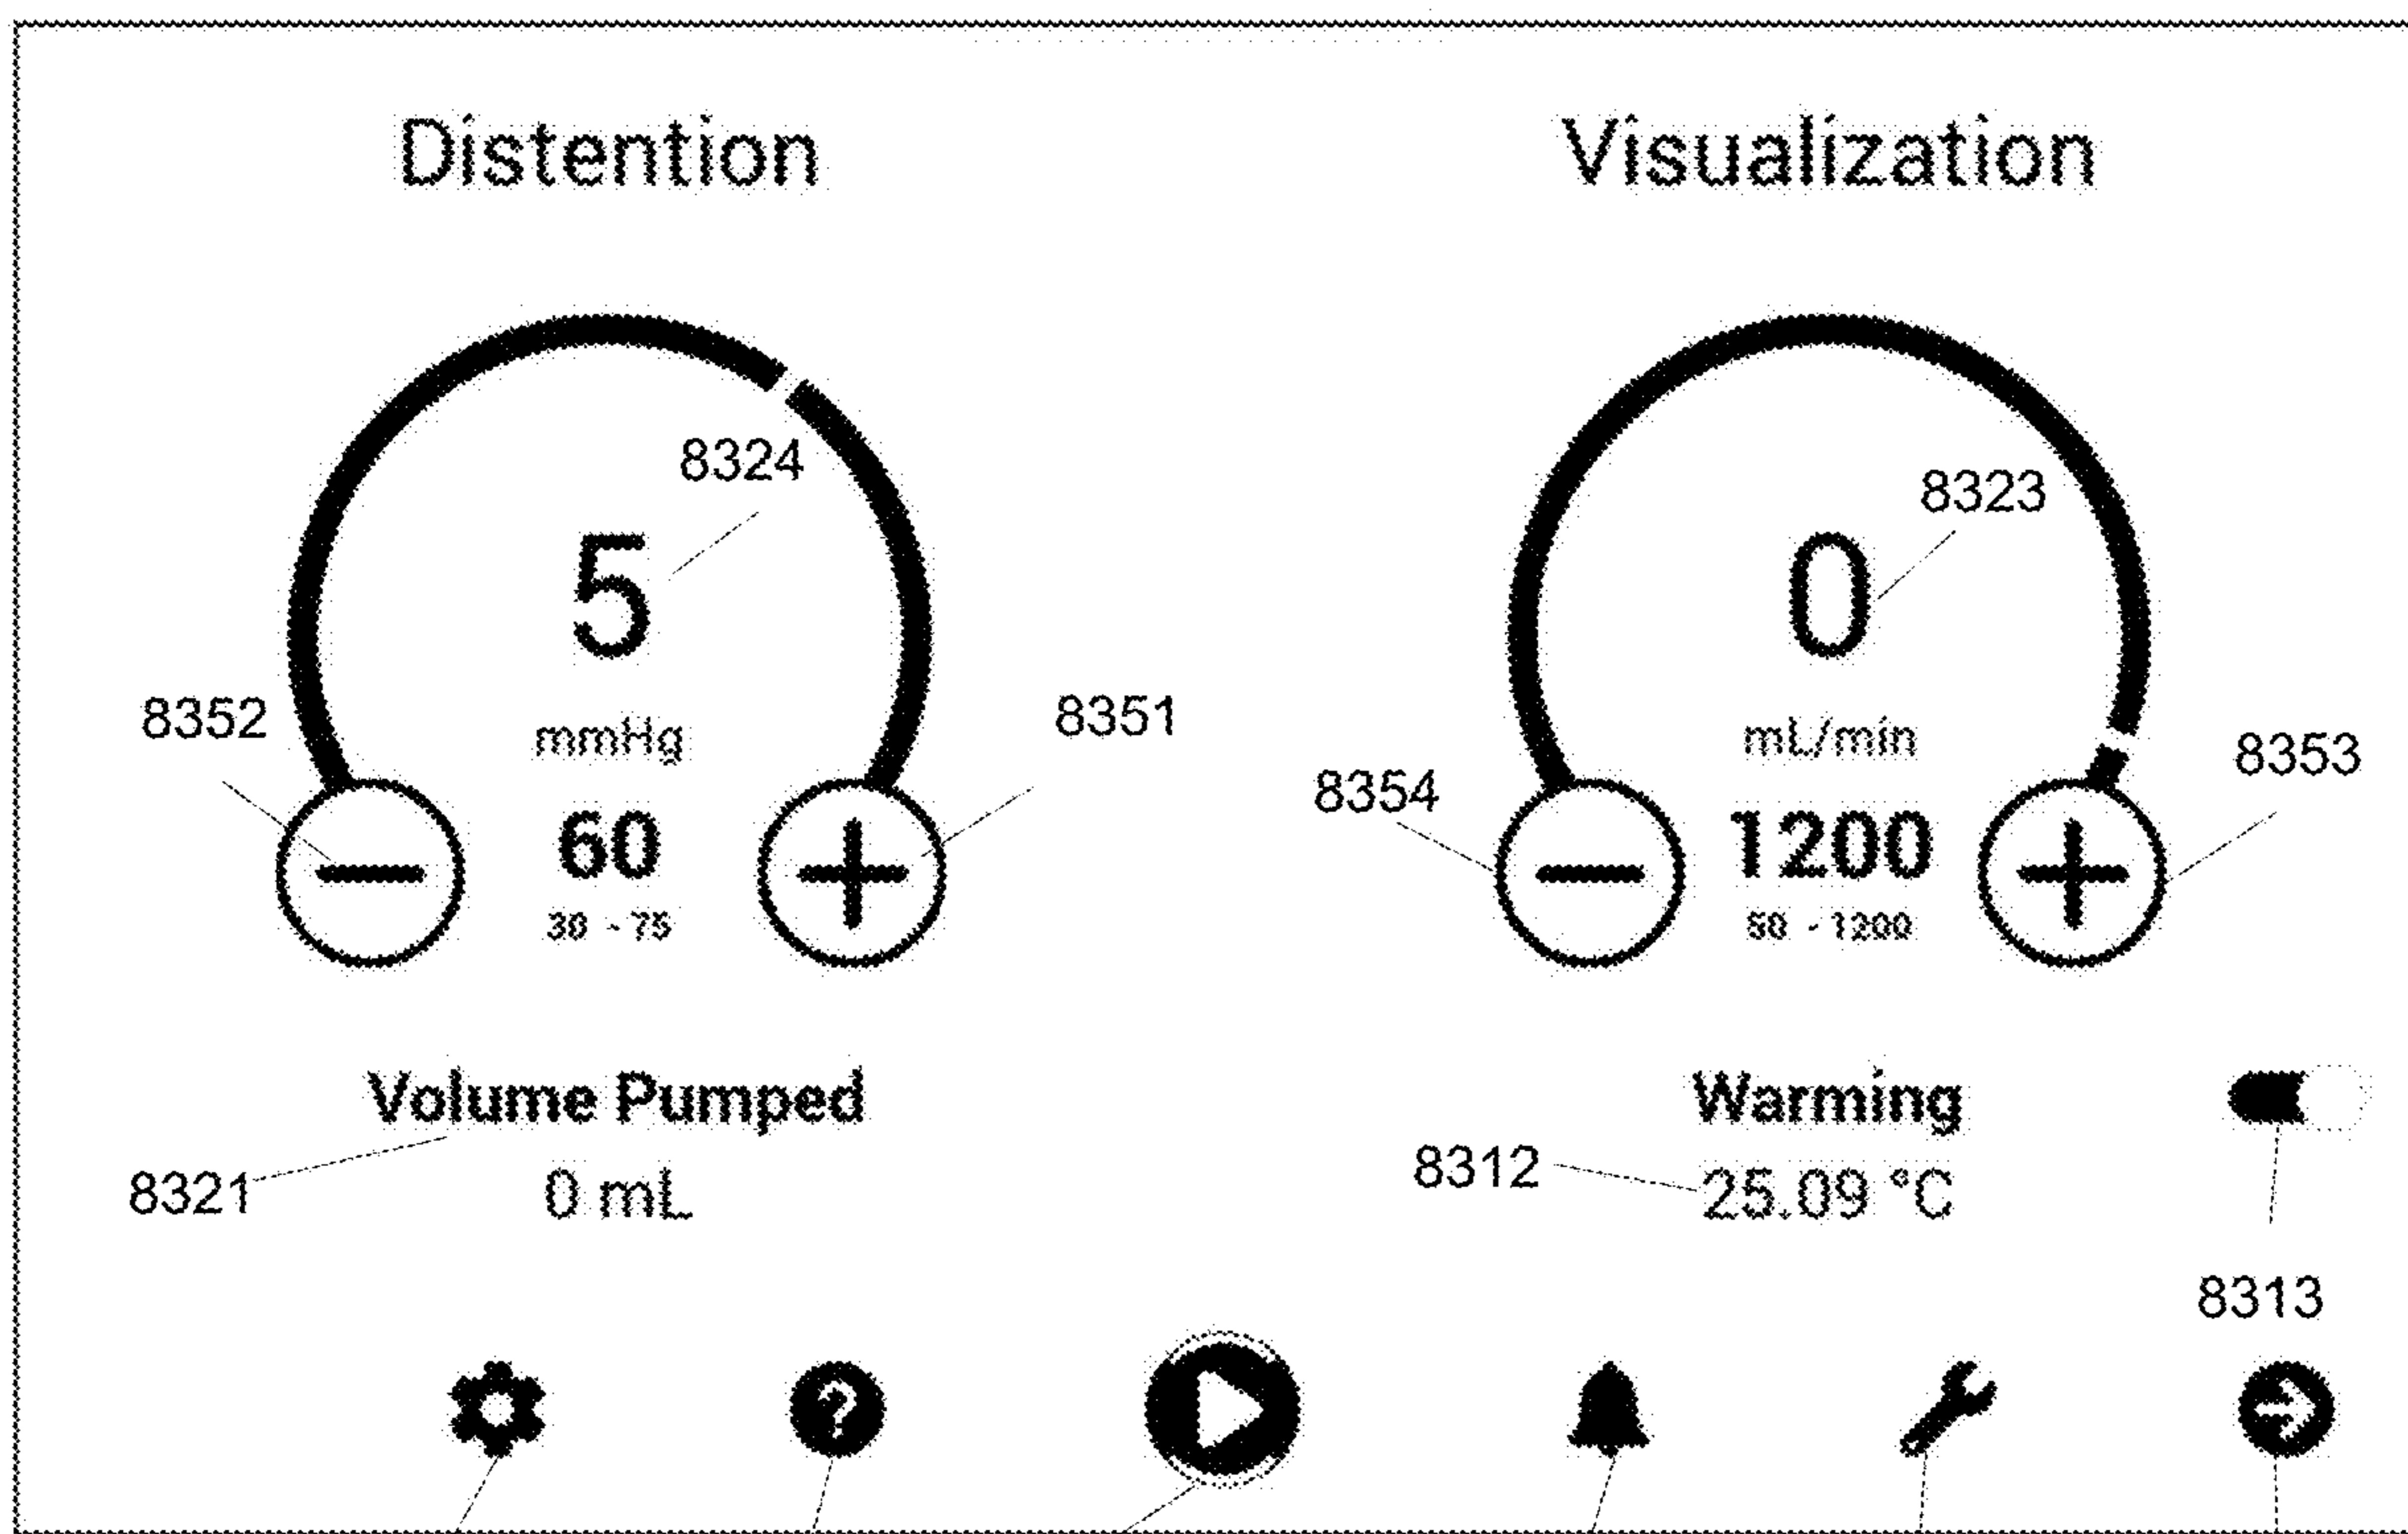 Distention
Visualization
8324
8323
5
0
8352
mmHg
8351
8354
mL/min
8353
60
1200
30 - 75
50 - 1200
Volume Pumped
Warming
8321
0 mL
8312
25.09 °C
8313
?